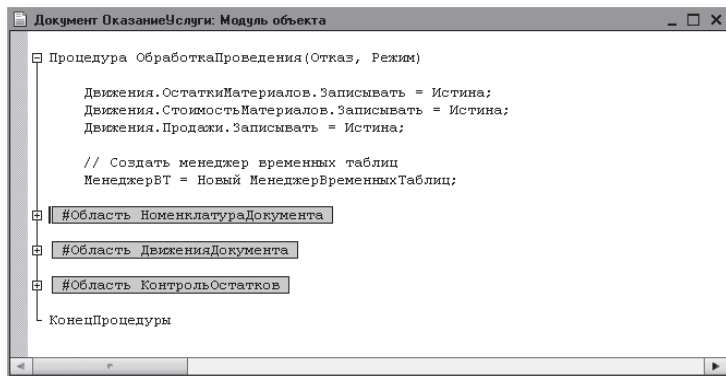 Документ ОказаниеУслуги: Модуль объекта
Процедура ОбработкаПроведения(Отказ, Режим)
Движения.ОстаткиМатериалов.Записывать = Истина;
Движения.СтоимостьМатериалов.Записывать = Истина;
Движения.Продажи.Записывать = Истина;
// Создать менеджер временных таблиц
МенеджерВТ = Новый МенеджерВременныхТаблиц;
#Область НоменклатураДокумента
#Область ДвиженияДокумента
#Область КонтрольОстатков
КонецПроцедуры